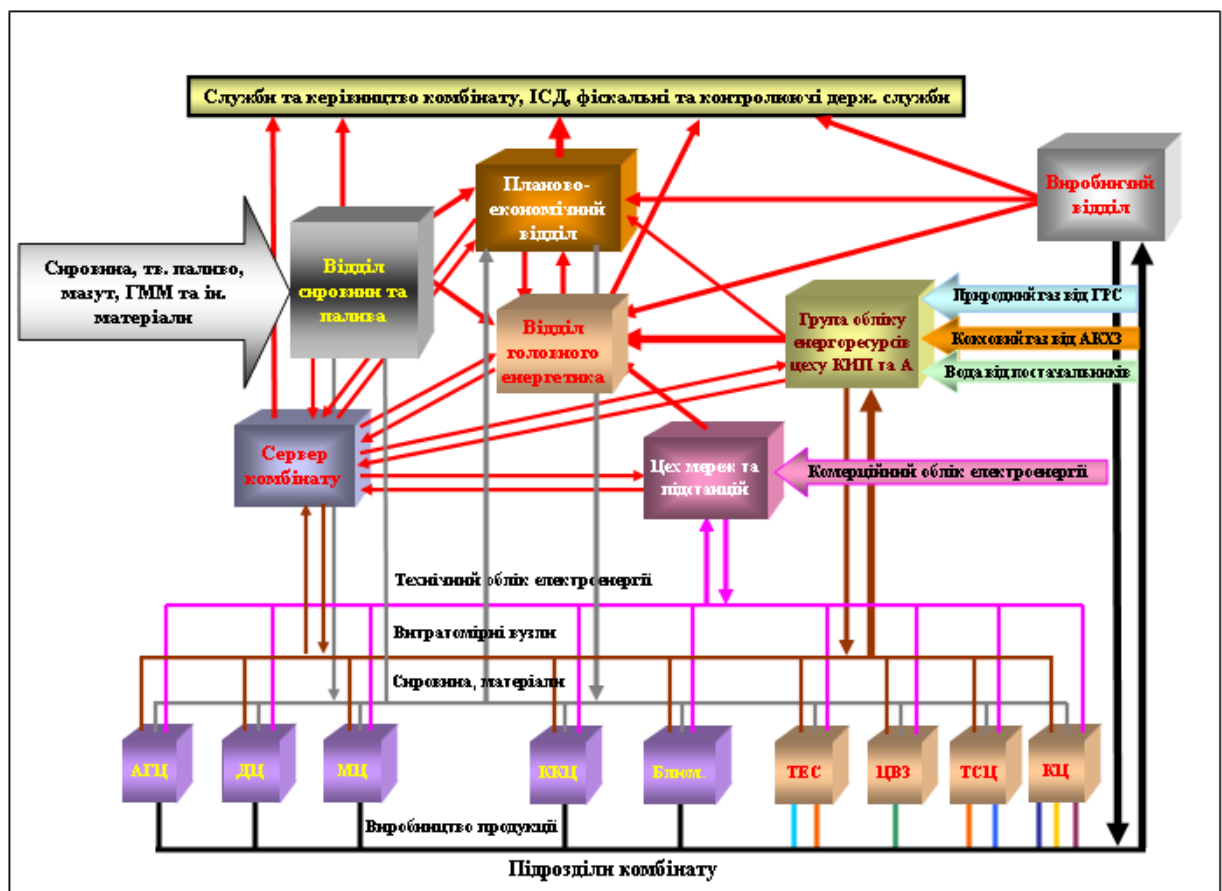 Служби та керівництво комбінату, ІСД, фіскальні та контролюючі держ. служби
Планово-
економічний
відділ
Виробничий
відділ
Сировина, тв. паливо,
мазут, ГММ та ін.
матеріали
Відділ
сировини та
палива
Відділ
головного
енергетика
Група обліку
енергоресурсів
цеху КИП та А
Природний газ від ГРС
Коксовий газ від АКХЗ
Вода від постачальників
Сервер
комбінату
Цех мереж та
підстанцій
Комерційний облік електроенергії
Технічний облік електроенергії
Витратомірні вузли
Сировина, матеріали
АГЦ ДЦ МЦ ККЦ Блюм. ТЕС ЦВЗ ТСЦ КЦ
Виробництво продукції
Підрозділи комбінату